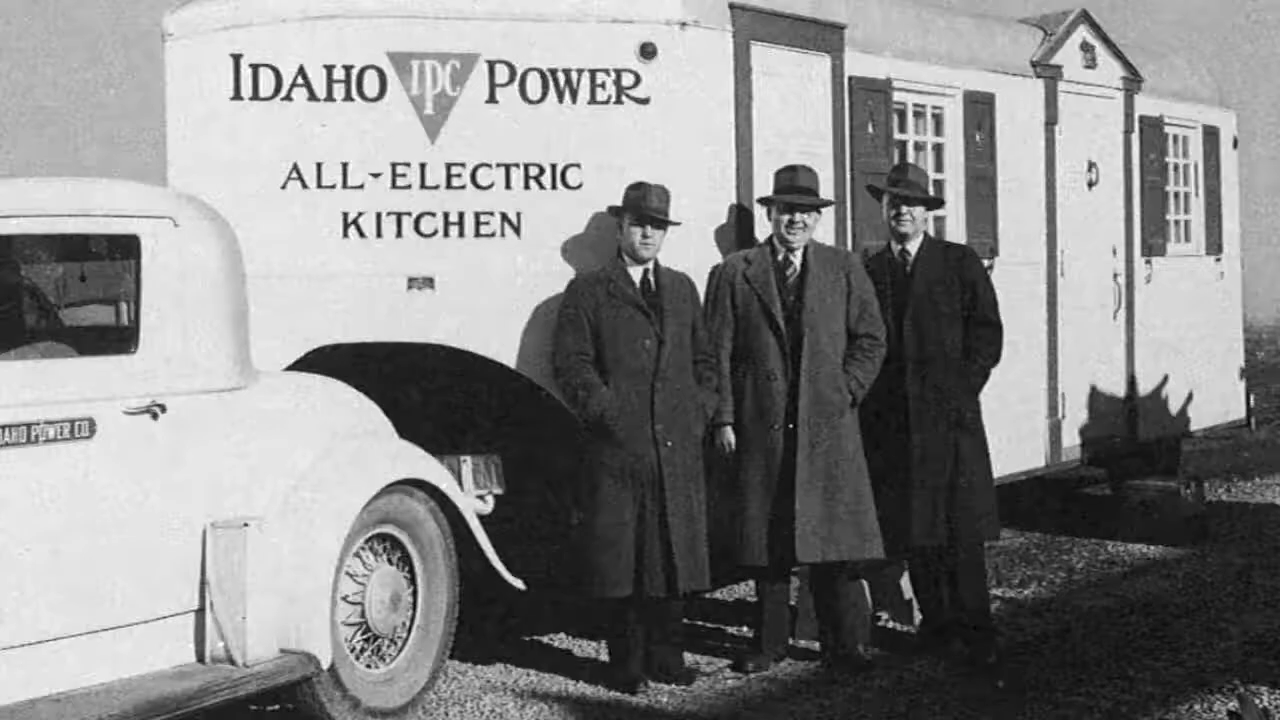 IDAHO IPC POWER
ALL-ELECTRIC
KITCHEN
IDAHO POWER CO.